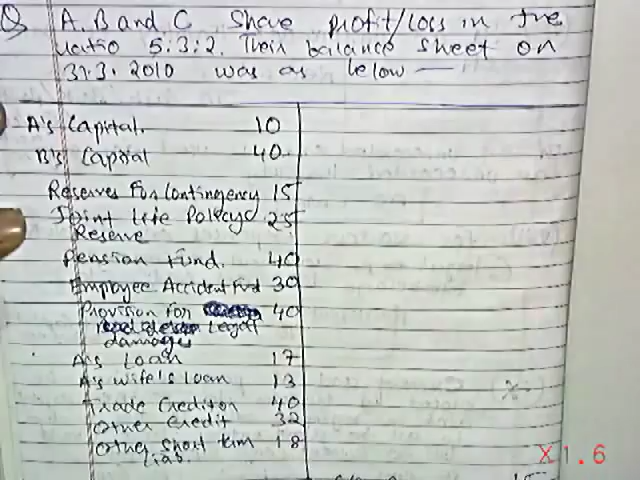 Q A, B and C Share profit/loss in the
ratio 5:3:2. Their balance sheet on
31.3. 2010 was as below —
A's Capital. 10
B's Capital 40
Reserves For Contingency 15
Joint Life Policy 25
Reserve
Pension Fund. 40
Employee Accident Fund 30
Provision For 40
Legal
damages
A's Loan 17
A's wife's Loan 13
Trade Creditor 40
Other Credit 32
Other Short term 18
Liab.
X1.6